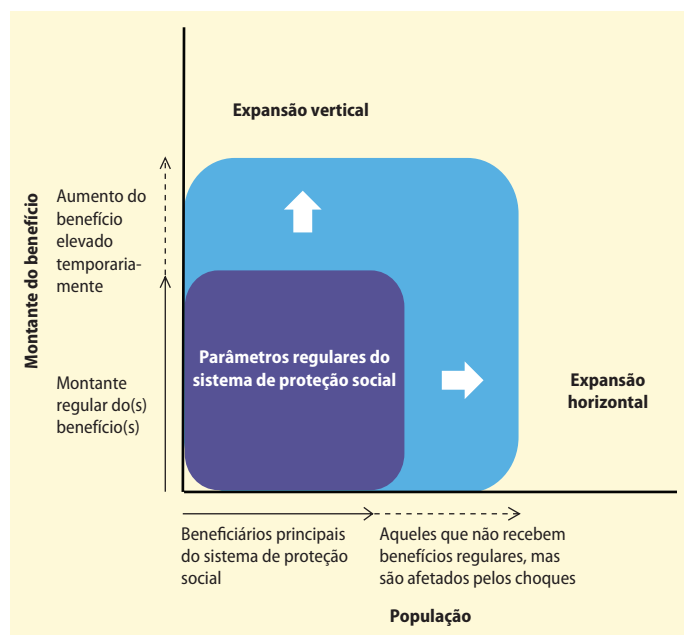 Expansão vertical
Montante do benefício
Aumento do
benefício
elevado
temporaria-
mente
Montante
regular do(s)
benefício(s)
Parâmetros regulares do
sistema de proteção social
Expansão
horizontal
Beneficiários principais
do sistema de proteção
social
Aqueles que não recebem
benefícios regulares, mas
são afetados pelos choques
População